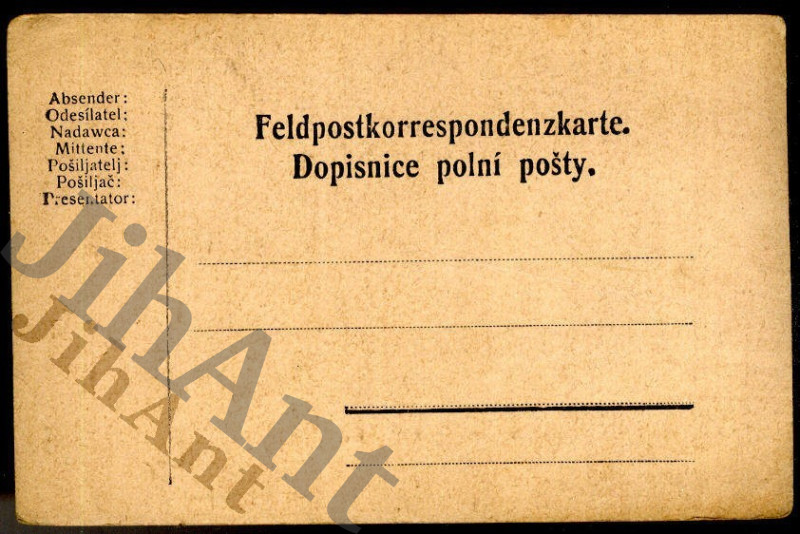 Absender:
Odesílatel:
Nadawca:
Mittente:
Pošiljatelj:
Pošiljač:
Presentator:
Feldpostkorrespondenzkarte.
Dopisnice polní pošty.
JihAnt
JihAnt